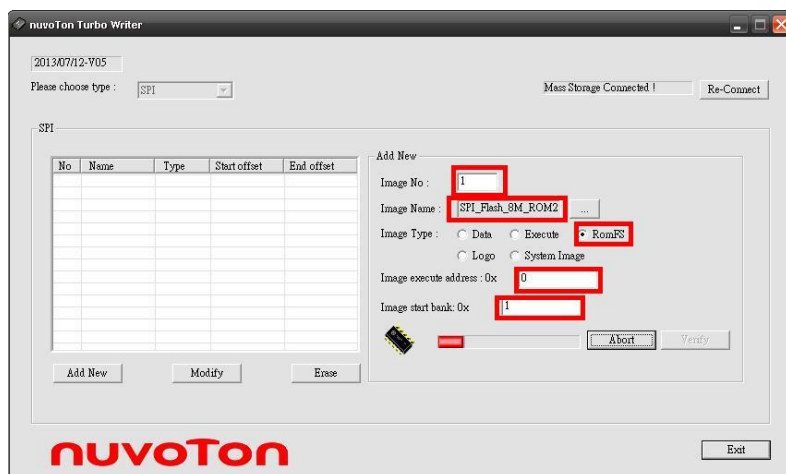 nuvoTon Turbo Writer
2013/07/12-V05
Please choose type : SPI
Mass Storage Connected ! Re-Connect
SPI
No Name Type Start offset End offset
Add New
Image No : 1
Image Name : SPI_Flash_8M_ROM2 ...
Image Type : Data Execute RomFS
Logo System Image
Image execute address : 0x 0
Image start bank: 0x 1
Abort Verify
Add New Modify Erase
nuvoTon
Exit